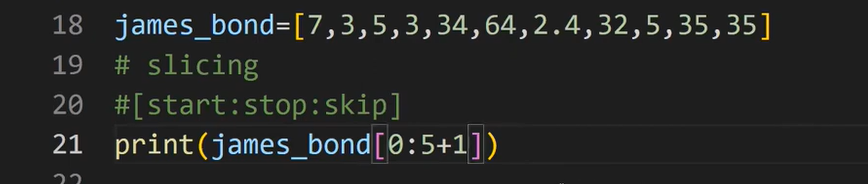 18 james_bond=[7,3,5,3,34,64,2.4,32,5,35,35]
19 # slicing
20 #[start:stop:skip]
21 print(james_bond[0:5+1])
22